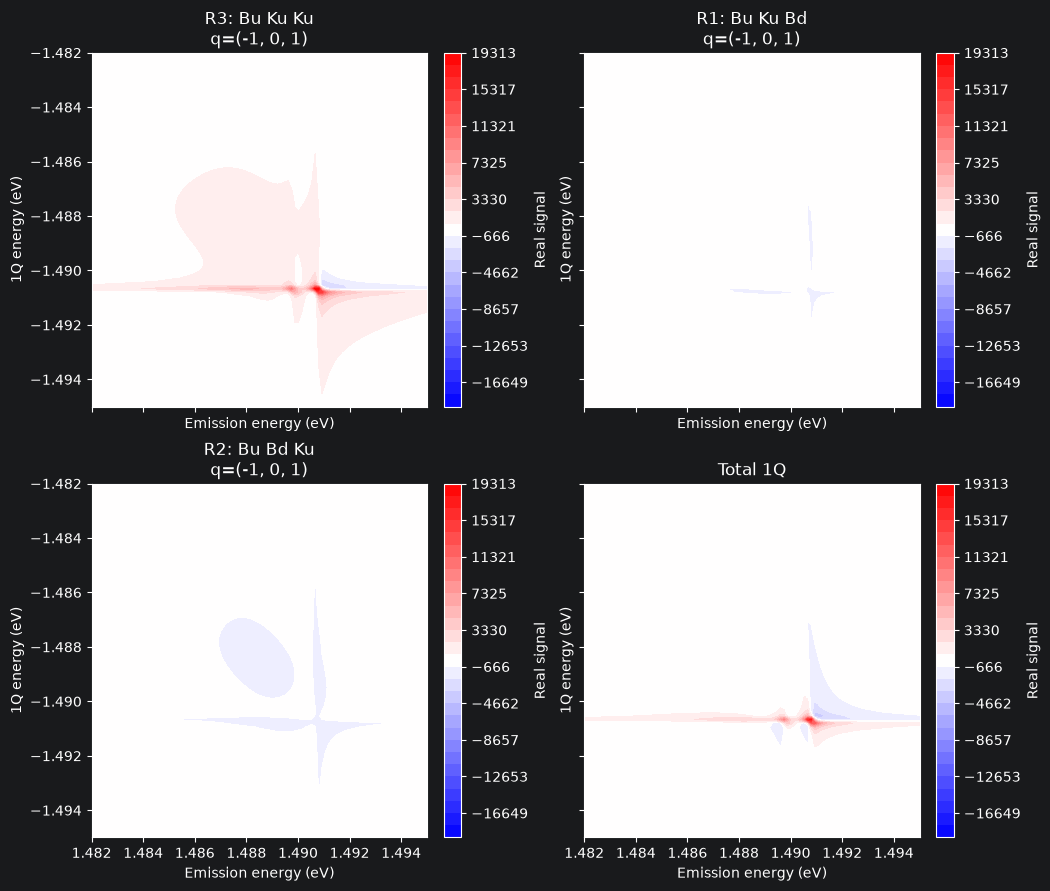 R3: Bu Ku Ku
q=(-1, 0, 1)
−1.482
−1.484
−1.486
−1.488
−1.490
−1.492
−1.494
1Q energy (eV)
Emission energy (eV)
19313
15317
11321
7325
3330
−666
−4662
−8657
−12653
−16649
Real signal
R1: Bu Ku Bd
q=(-1, 0, 1)
1Q energy (eV)
Emission energy (eV)
19313
15317
11321
7325
3330
−666
−4662
−8657
−12653
−16649
Real signal
R2: Bu Bd Ku
q=(-1, 0, 1)
−1.482
−1.484
−1.486
−1.488
−1.490
−1.492
−1.494
1Q energy (eV)
1.482 1.484 1.486 1.488 1.490 1.492 1.494
Emission energy (eV)
19313
15317
11321
7325
3330
−666
−4662
−8657
−12653
−16649
Real signal
Total 1Q
1Q energy (eV)
1.482 1.484 1.486 1.488 1.490 1.492 1.494
Emission energy (eV)
19313
15317
11321
7325
3330
−666
−4662
−8657
−12653
−16649
Real signal